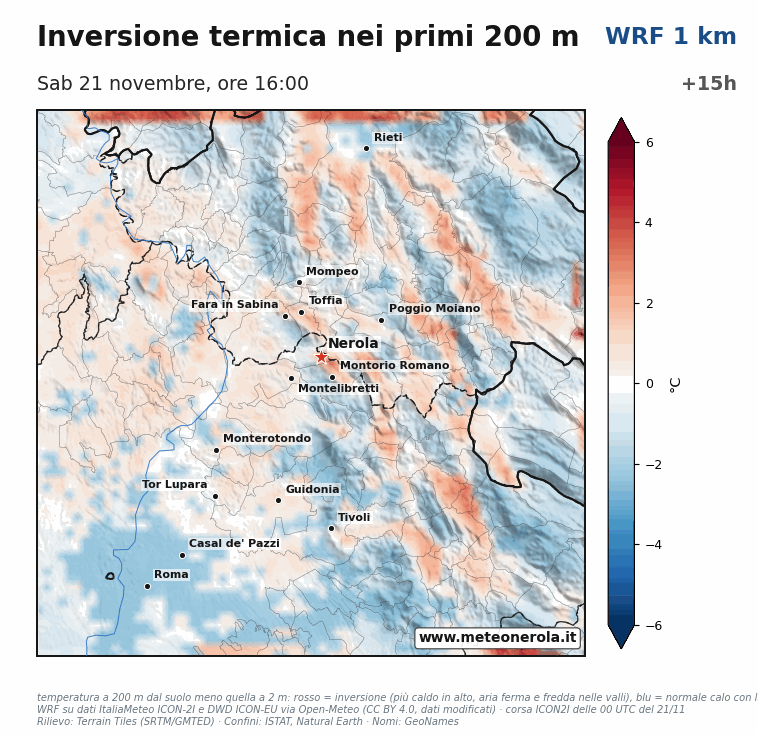 Inversione termica nei primi 200 m
WRF 1 km
Sab 21 novembre, ore 16:00
+15h
Rieti
Mompeo
Fara in Sabina
Toffia
Poggio Moiano
Nerola
Montorio Romano
Montelibretti
Monterotondo
Tor Lupara
Guidonia
Tivoli
Casal de' Pazzi
Roma
www.meteonerola.it
6
4
2
0
−2
−4
−6
°C
temperatura a 200 m dal suolo meno quella a 2 m: rosso = inversione (più caldo in alto, aria ferma e fredda nelle valli), blu = normale calo con
WRF su dati ItaliaMeteo ICON-2I e DWD ICON-EU via Open-Meteo (CC BY 4.0, dati modificati) · corsa ICON2I delle 00 UTC del 21/11
Rilievo: Terrain Tiles (SRTM/GMTED) · Confini: ISTAT, Natural Earth · Nomi: GeoNames